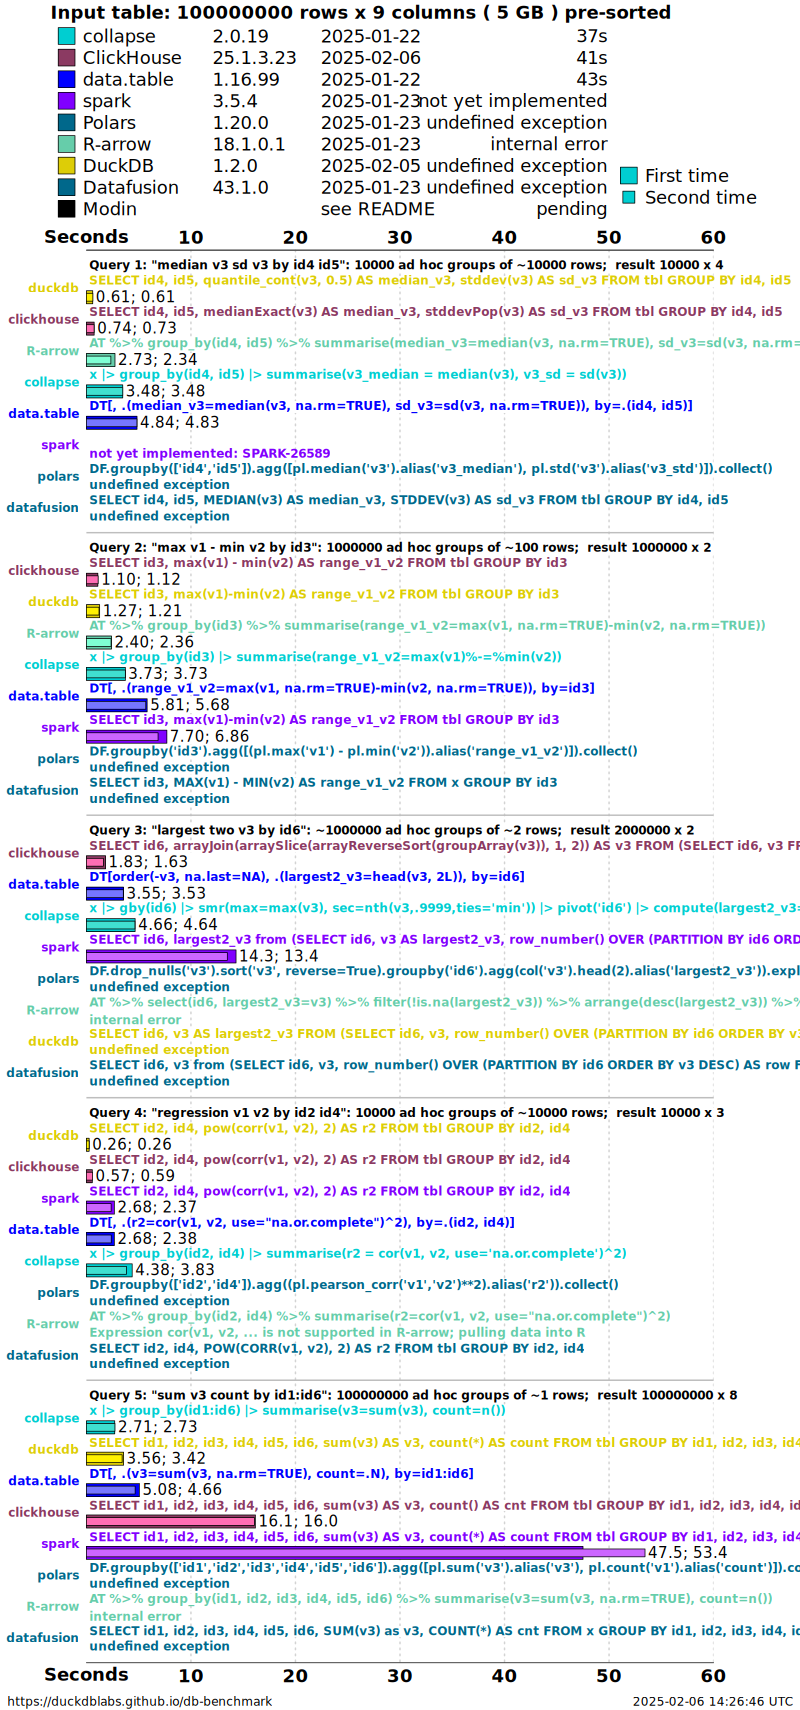 Input table: 100000000 rows x 9 columns ( 5 GB ) pre-sorted
collapse 2.0.19 2025-01-22 37s
ClickHouse 25.1.3.23 2025-02-06 41s
data.table 1.16.99 2025-01-22 43s
spark 3.5.4 2025-01-23 not yet implemented
Polars 1.20.0 2025-01-23 undefined exception
R-arrow 18.1.0.1 2025-01-23 internal error
DuckDB 1.2.0 2025-02-05 undefined exception
Datafusion 43.1.0 2025-01-23 undefined exception
Modin see README pending
First time
Second time
Seconds 10 20 30 40 50 60
Query 1: "median v3 sd v3 by id4 id5": 10000 ad hoc groups of ~10000 rows; result 10000 x 4
duckdb SELECT id4, id5, quantile_cont(v3, 0.5) AS median_v3, stddev(v3) AS sd_v3 FROM tbl GROUP BY id4, id5
0.61; 0.61
clickhouse SELECT id4, id5, medianExact(v3) AS median_v3, stddevPop(v3) AS sd_v3 FROM tbl GROUP BY id4, id5
0.74; 0.73
R-arrow AT %>% group_by(id4, id5) %>% summarise(median_v3=median(v3, na.rm=TRUE), sd_v3=sd(v3, na.rm=
2.73; 2.34
collapse x |> group_by(id4, id5) |> summarise(v3_median = median(v3), v3_sd = sd(v3))
3.48; 3.48
data.table DT[, .(median_v3=median(v3, na.rm=TRUE), sd_v3=sd(v3, na.rm=TRUE)), by=.(id4, id5)]
4.84; 4.83
spark
not yet implemented: SPARK-26589
polars DF.groupby(['id4','id5']).agg([pl.median('v3').alias('v3_median'), pl.std('v3').alias('v3_std')]).collect()
undefined exception
datafusion SELECT id4, id5, MEDIAN(v3) AS median_v3, STDDEV(v3) AS sd_v3 FROM tbl GROUP BY id4, id5
undefined exception
Query 2: "max v1 - min v2 by id3": 1000000 ad hoc groups of ~100 rows; result 1000000 x 2
clickhouse SELECT id3, max(v1) - min(v2) AS range_v1_v2 FROM tbl GROUP BY id3
1.10; 1.12
duckdb SELECT id3, max(v1)-min(v2) AS range_v1_v2 FROM tbl GROUP BY id3
1.27; 1.21
R-arrow AT %>% group_by(id3) %>% summarise(range_v1_v2=max(v1, na.rm=TRUE)-min(v2, na.rm=TRUE))
2.40; 2.36
collapse x |> group_by(id3) |> summarise(range_v1_v2=max(v1)%-=%min(v2))
3.73; 3.73
data.table DT[, .(range_v1_v2=max(v1, na.rm=TRUE)-min(v2, na.rm=TRUE)), by=id3]
5.81; 5.68
spark SELECT id3, max(v1)-min(v2) AS range_v1_v2 FROM tbl GROUP BY id3
7.70; 6.86
polars DF.groupby('id3').agg([(pl.max('v1') - pl.min('v2')).alias('range_v1_v2')]).collect()
undefined exception
datafusion SELECT id3, MAX(v1) - MIN(v2) AS range_v1_v2 FROM x GROUP BY id3
undefined exception
Query 3: "largest two v3 by id6": ~1000000 ad hoc groups of ~2 rows; result 2000000 x 2
clickhouse SELECT id6, arrayJoin(arraySlice(arrayReverseSort(groupArray(v3)), 1, 2)) AS v3 FROM (SELECT id6, v3 FR
1.83; 1.63
data.table DT[order(-v3, na.last=NA), .(largest2_v3=head(v3, 2L)), by=id6]
3.55; 3.53
collapse x |> gby(id6) |> smr(max=max(v3), sec=nth(v3,.9999,ties='min')) |> pivot('id6') |> compute(largest2_v3=
4.66; 4.64
spark SELECT id6, largest2_v3 from (SELECT id6, v3 AS largest2_v3, row_number() OVER (PARTITION BY id6 ORD
14.3; 13.4
polars DF.drop_nulls('v3').sort('v3', reverse=True).groupby('id6').agg(col('v3').head(2).alias('largest2_v3')).expl
undefined exception
R-arrow AT %>% select(id6, largest2_v3=v3) %>% filter(!is.na(largest2_v3)) %>% arrange(desc(largest2_v3)) %>%
internal error
duckdb SELECT id6, v3 AS largest2_v3 FROM (SELECT id6, v3, row_number() OVER (PARTITION BY id6 ORDER BY v3
undefined exception
datafusion SELECT id6, v3 from (SELECT id6, v3, row_number() OVER (PARTITION BY id6 ORDER BY v3 DESC) AS row F
undefined exception
Query 4: "regression v1 v2 by id2 id4": 10000 ad hoc groups of ~10000 rows; result 10000 x 3
duckdb SELECT id2, id4, pow(corr(v1, v2), 2) AS r2 FROM tbl GROUP BY id2, id4
0.26; 0.26
clickhouse SELECT id2, id4, pow(corr(v1, v2), 2) AS r2 FROM tbl GROUP BY id2, id4
0.57; 0.59
spark SELECT id2, id4, pow(corr(v1, v2), 2) AS r2 FROM tbl GROUP BY id2, id4
2.68; 2.37
data.table DT[, .(r2=cor(v1, v2, use="na.or.complete")^2), by=.(id2, id4)]
2.68; 2.38
collapse x |> group_by(id2, id4) |> summarise(r2 = cor(v1, v2, use='na.or.complete')^2)
4.38; 3.83
polars DF.groupby(['id2','id4']).agg((pl.pearson_corr('v1','v2')**2).alias('r2')).collect()
undefined exception
R-arrow AT %>% group_by(id2, id4) %>% summarise(r2=cor(v1, v2, use="na.or.complete")^2)
Expression cor(v1, v2, ... is not supported in R-arrow; pulling data into R
datafusion SELECT id2, id4, POW(CORR(v1, v2), 2) AS r2 FROM tbl GROUP BY id2, id4
undefined exception
Query 5: "sum v3 count by id1:id6": 100000000 ad hoc groups of ~1 rows; result 100000000 x 8
collapse x |> group_by(id1:id6) |> summarise(v3=sum(v3), count=n())
2.71; 2.73
duckdb SELECT id1, id2, id3, id4, id5, id6, sum(v3) AS v3, count(*) AS count FROM tbl GROUP BY id1, id2, id3, id4
3.56; 3.42
data.table DT[, .(v3=sum(v3, na.rm=TRUE), count=.N), by=id1:id6]
5.08; 4.66
clickhouse SELECT id1, id2, id3, id4, id5, id6, sum(v3) AS v3, count() AS cnt FROM tbl GROUP BY id1, id2, id3, id4, id
16.1; 16.0
spark SELECT id1, id2, id3, id4, id5, id6, sum(v3) AS v3, count(*) AS count FROM tbl GROUP BY id1, id2, id3, id4
47.5; 53.4
polars DF.groupby(['id1','id2','id3','id4','id5','id6']).agg([pl.sum('v3').alias('v3'), pl.count('v1').alias('count')]).co
undefined exception
R-arrow AT %>% group_by(id1, id2, id3, id4, id5, id6) %>% summarise(v3=sum(v3, na.rm=TRUE), count=n())
internal error
datafusion SELECT id1, id2, id3, id4, id5, id6, SUM(v3) as v3, COUNT(*) AS cnt FROM x GROUP BY id1, id2, id3, id4, id
undefined exception
Seconds 10 20 30 40 50 60
https://duckdblabs.github.io/db-benchmark 2025-02-06 14:26:46 UTC